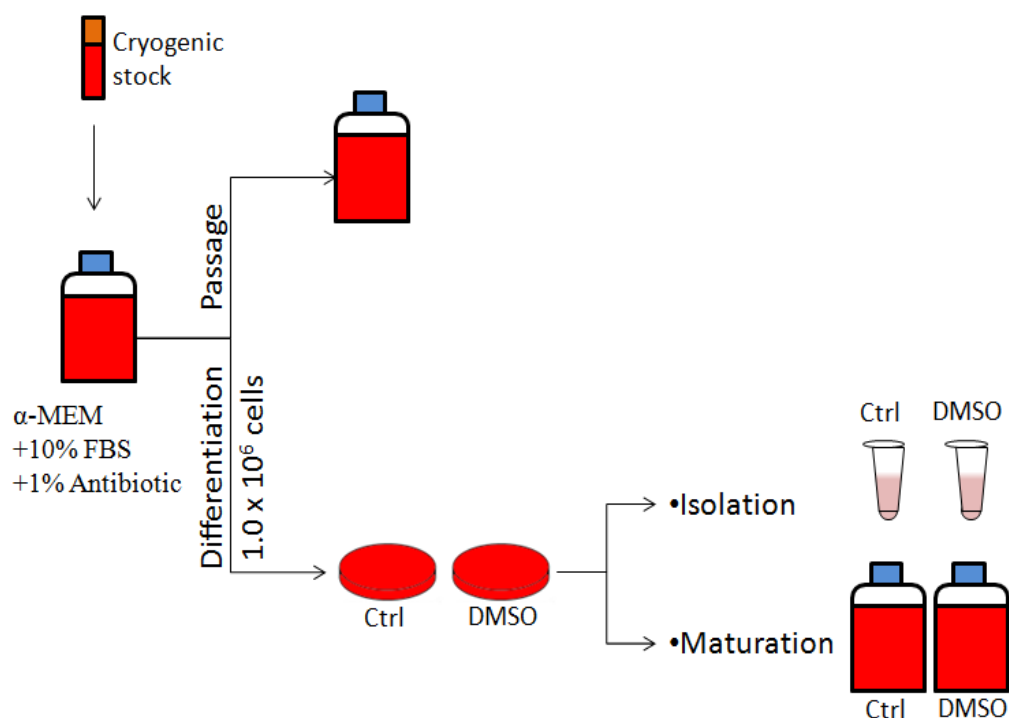 Cryogenic
stock
Passage
α-MEM
+10% FBS
+1% Antibiotic
Differentiation
1.0 x 10⁶ cells
Ctrl
DMSO
•Isolation
Ctrl
DMSO
•Maturation
Ctrl
DMSO